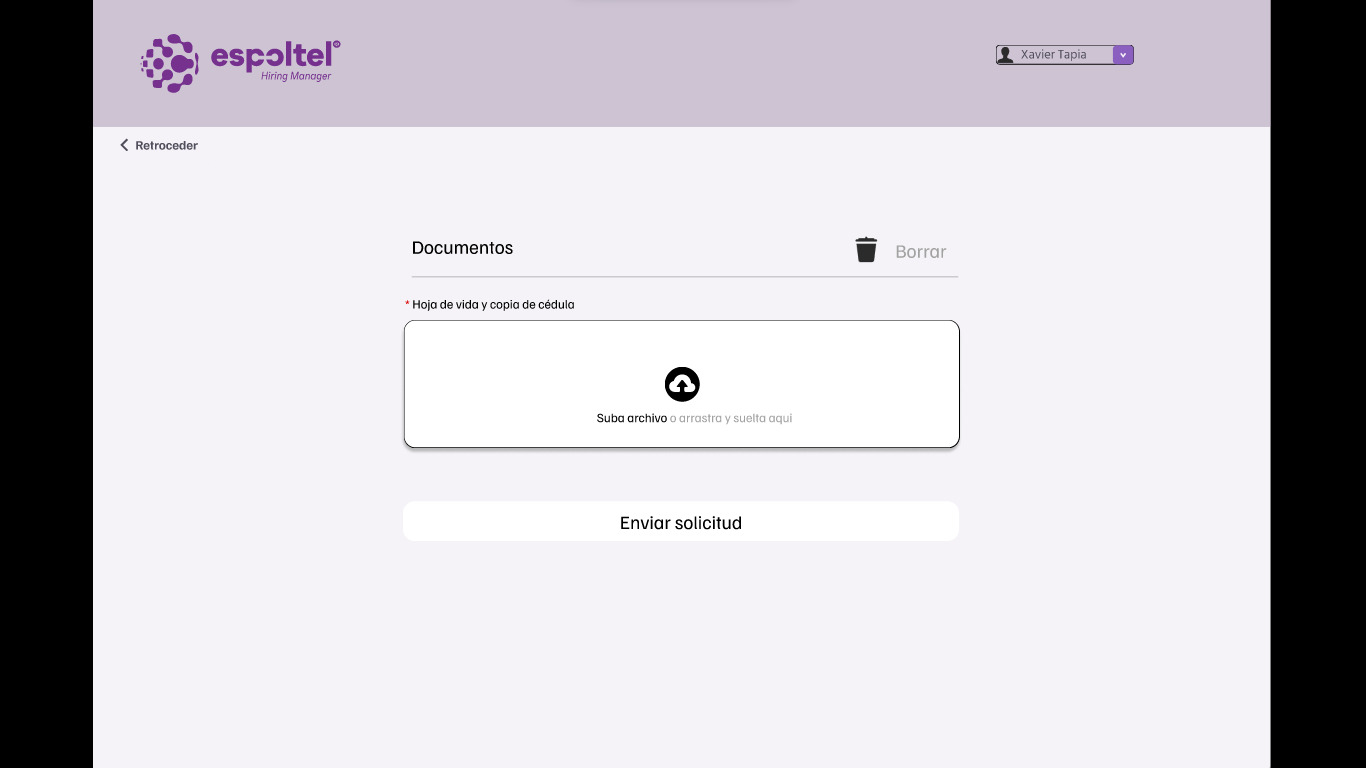 espoltel®
Hiring Manager
Xavier Tapia
Retroceder
Documentos
Borrar
* Hoja de vida y copia de cédula
Suba archivo o arrastra y suelta aqui
Enviar solicitud